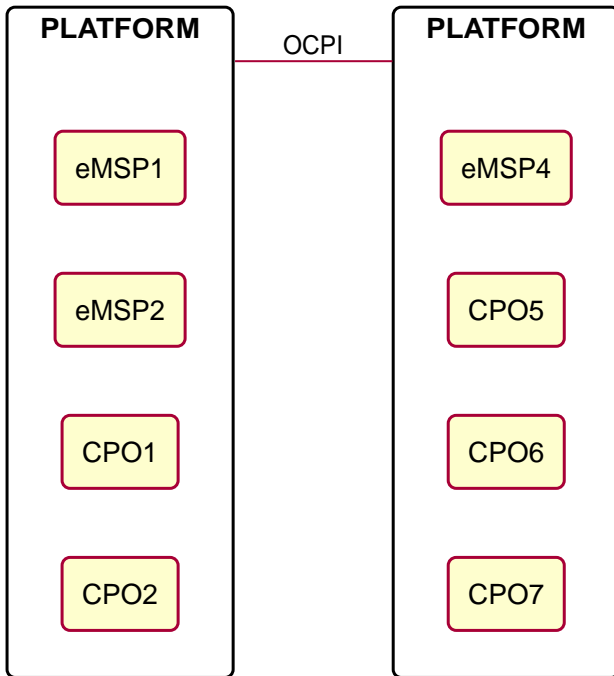 PLATFORM
OCPI
PLATFORM
eMSP1
eMSP4
eMSP2
CPO5
CPO1
CPO6
CPO2
CPO7